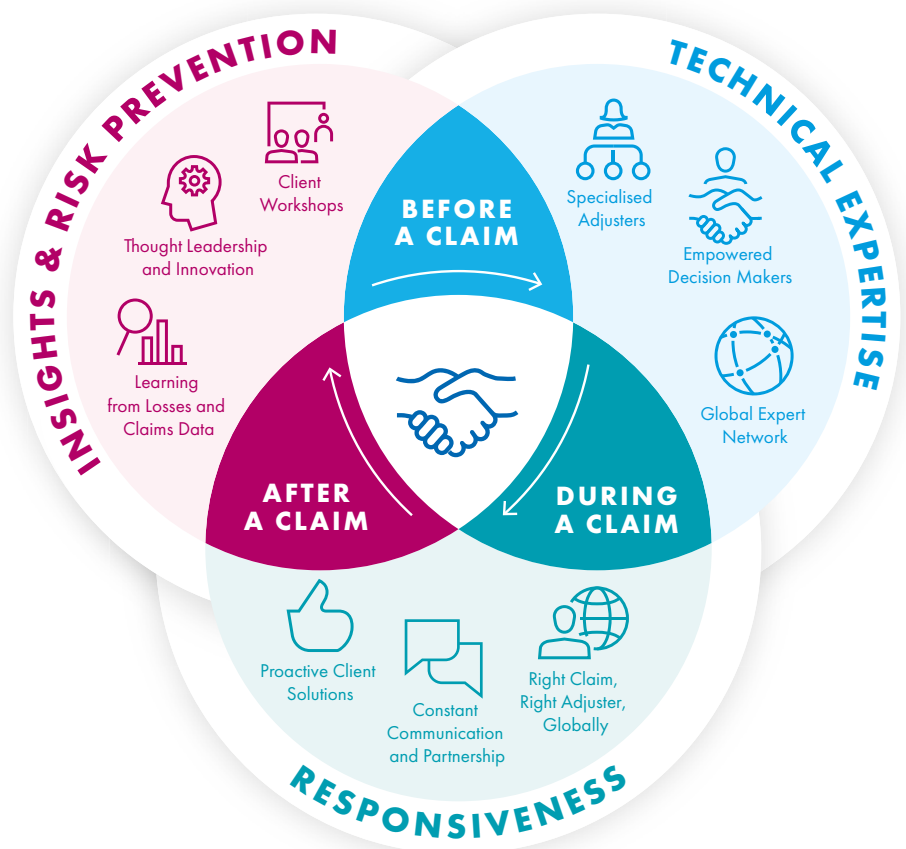 INSIGHTS & RISK PREVENTION
Client
Workshops
Thought Leadership
and Innovation
Learning
from Losses and
Claims Data
TECHNICAL EXPERTISE
Specialised
Adjusters
Empowered
Decision Makers
Global Expert
Network
BEFORE
A CLAIM
AFTER
A CLAIM
DURING
A CLAIM
Proactive Client
Solutions
Constant
Communication
and Partnership
Right Claim,
Right Adjuster,
Globally
RESPONSIVENESS